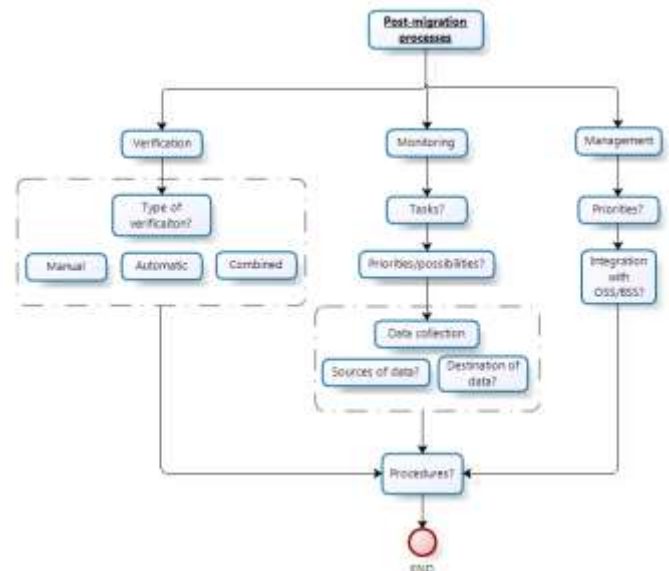 Post-migration
processes
Verification
Monitoring
Management
Type of
verificaiton?
Manual
Automatic
Combined
Tasks?
Priorities/possibilities?
Data collection
Sources of data?
Destination of
data?
Priorities?
Integration
with
OSS/BSS?
Procedures?
END